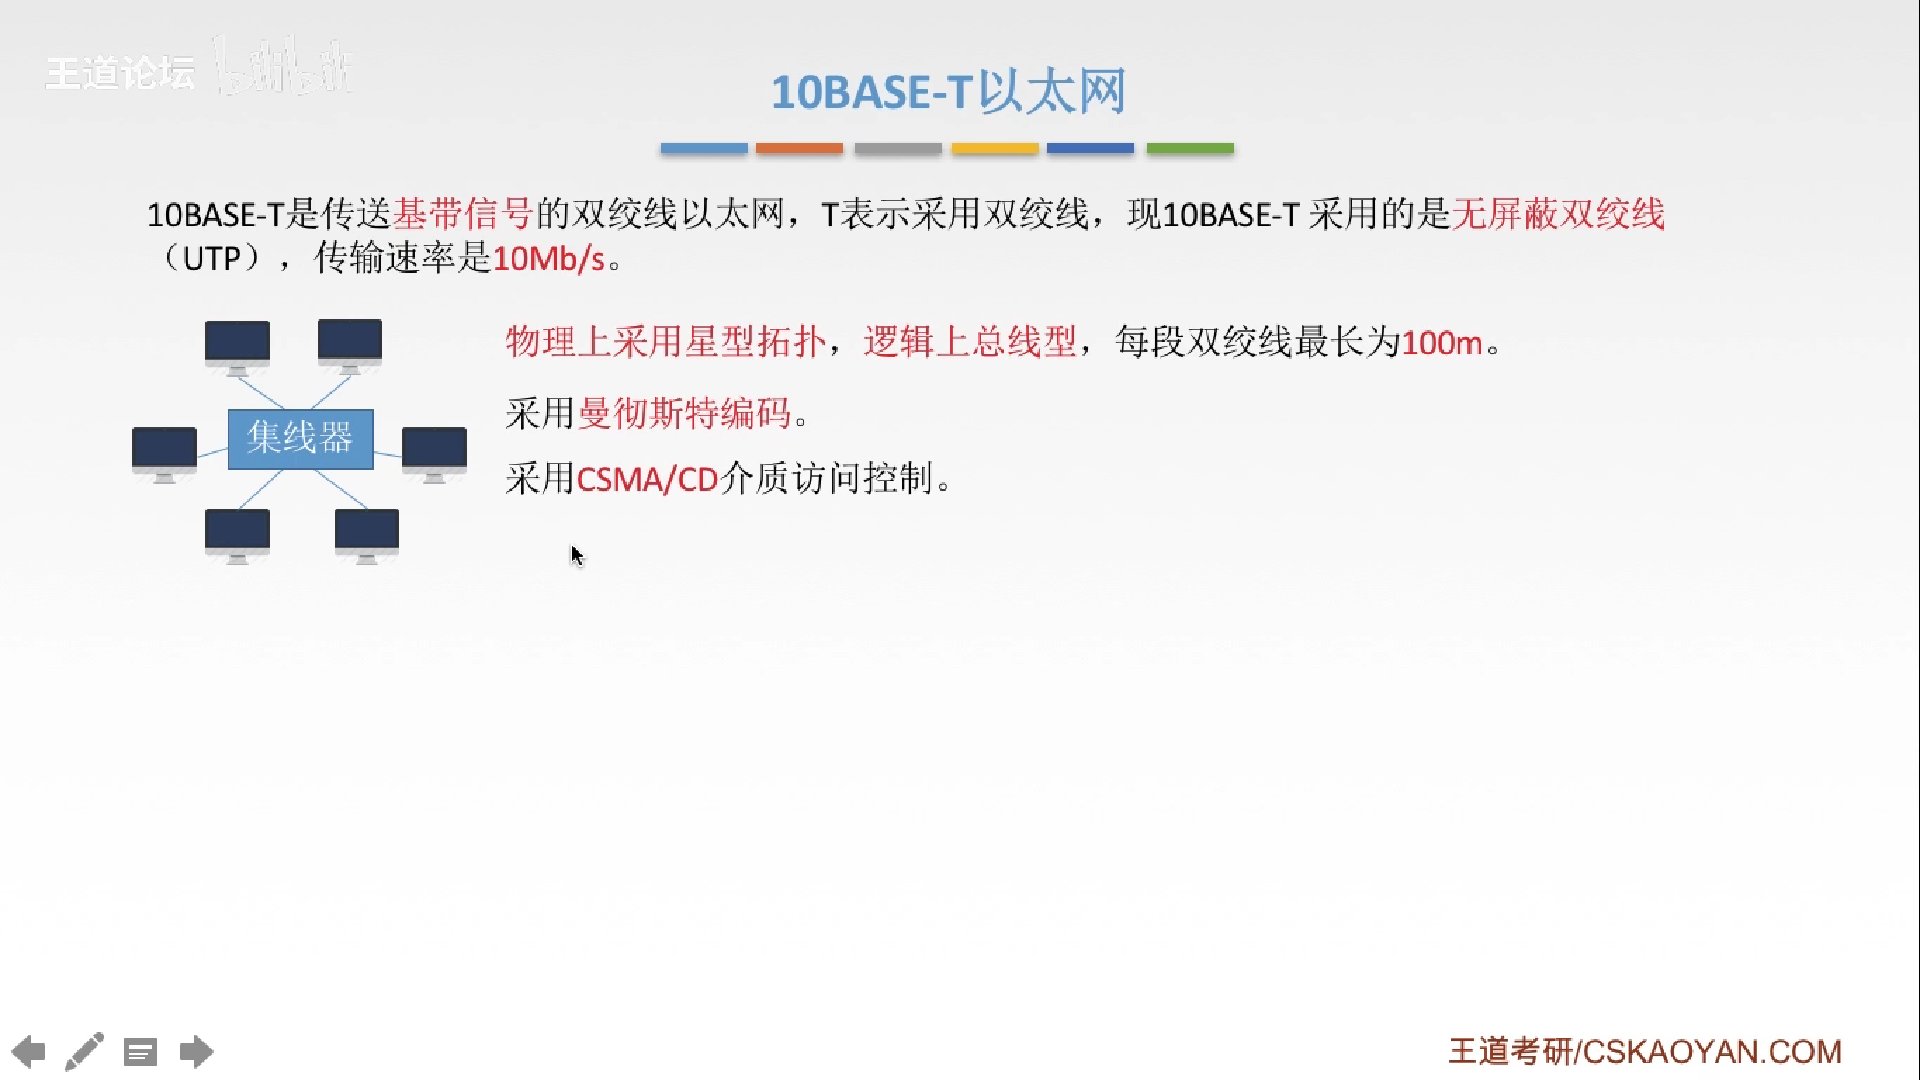 王道论坛 bilibili
10BASE-T以太网
10BASE-T是传送基带信号的双绞线以太网，T表示采用双绞线，现10BASE-T 采用的是无屏蔽双绞线
（UTP），传输速率是10Mb/s。
物理上采用星型拓扑，逻辑上总线型，每段双绞线最长为100m。
采用曼彻斯特编码。
集线器
采用CSMA/CD介质访问控制。
王道考研/CSKAOYAN.COM